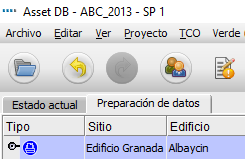 Asset DB - ABC_2013 - SP 1
Archivo Editar Ver Proyecto TCO Verde
Estado actual Preparación de datos
Tipo Sitio Edificio
Edificio Granada Albaycin